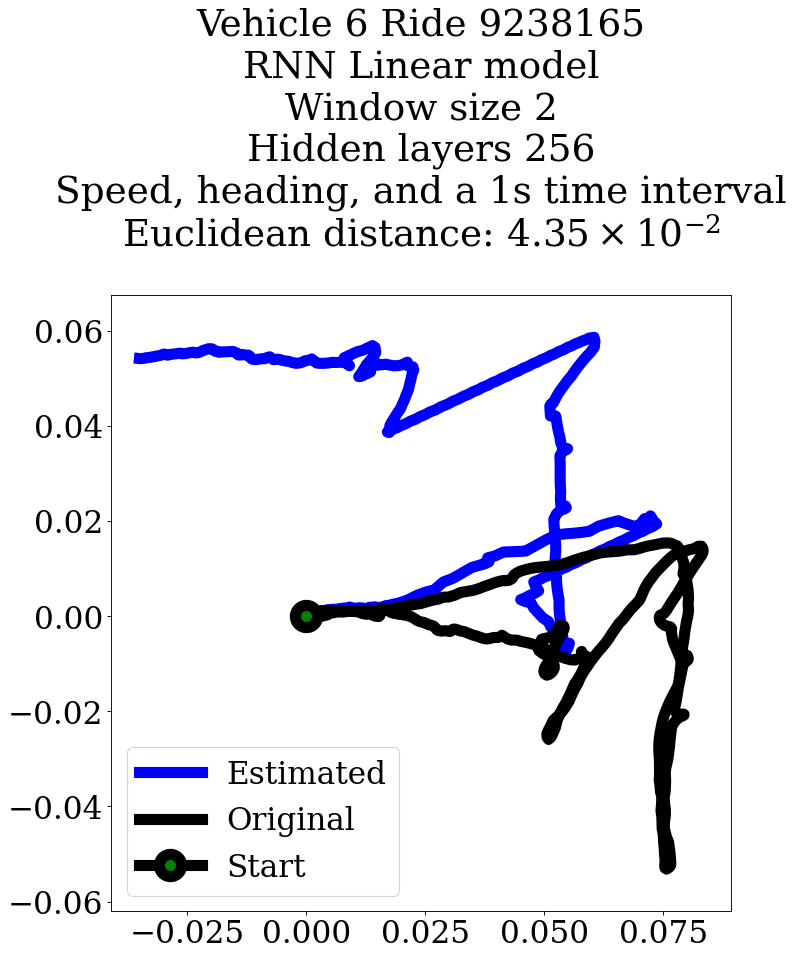 Vehicle 6 Ride 9238165
RNN Linear model
Window size 2
Hidden layers 256
Speed, heading, and a 1s time interval
Euclidean distance: 4.35 × 10⁻²
0.06
0.04
0.02
0.00
−0.02
−0.04
−0.06
Estimated
Original
Start
−0.025 0.000 0.025 0.050 0.075